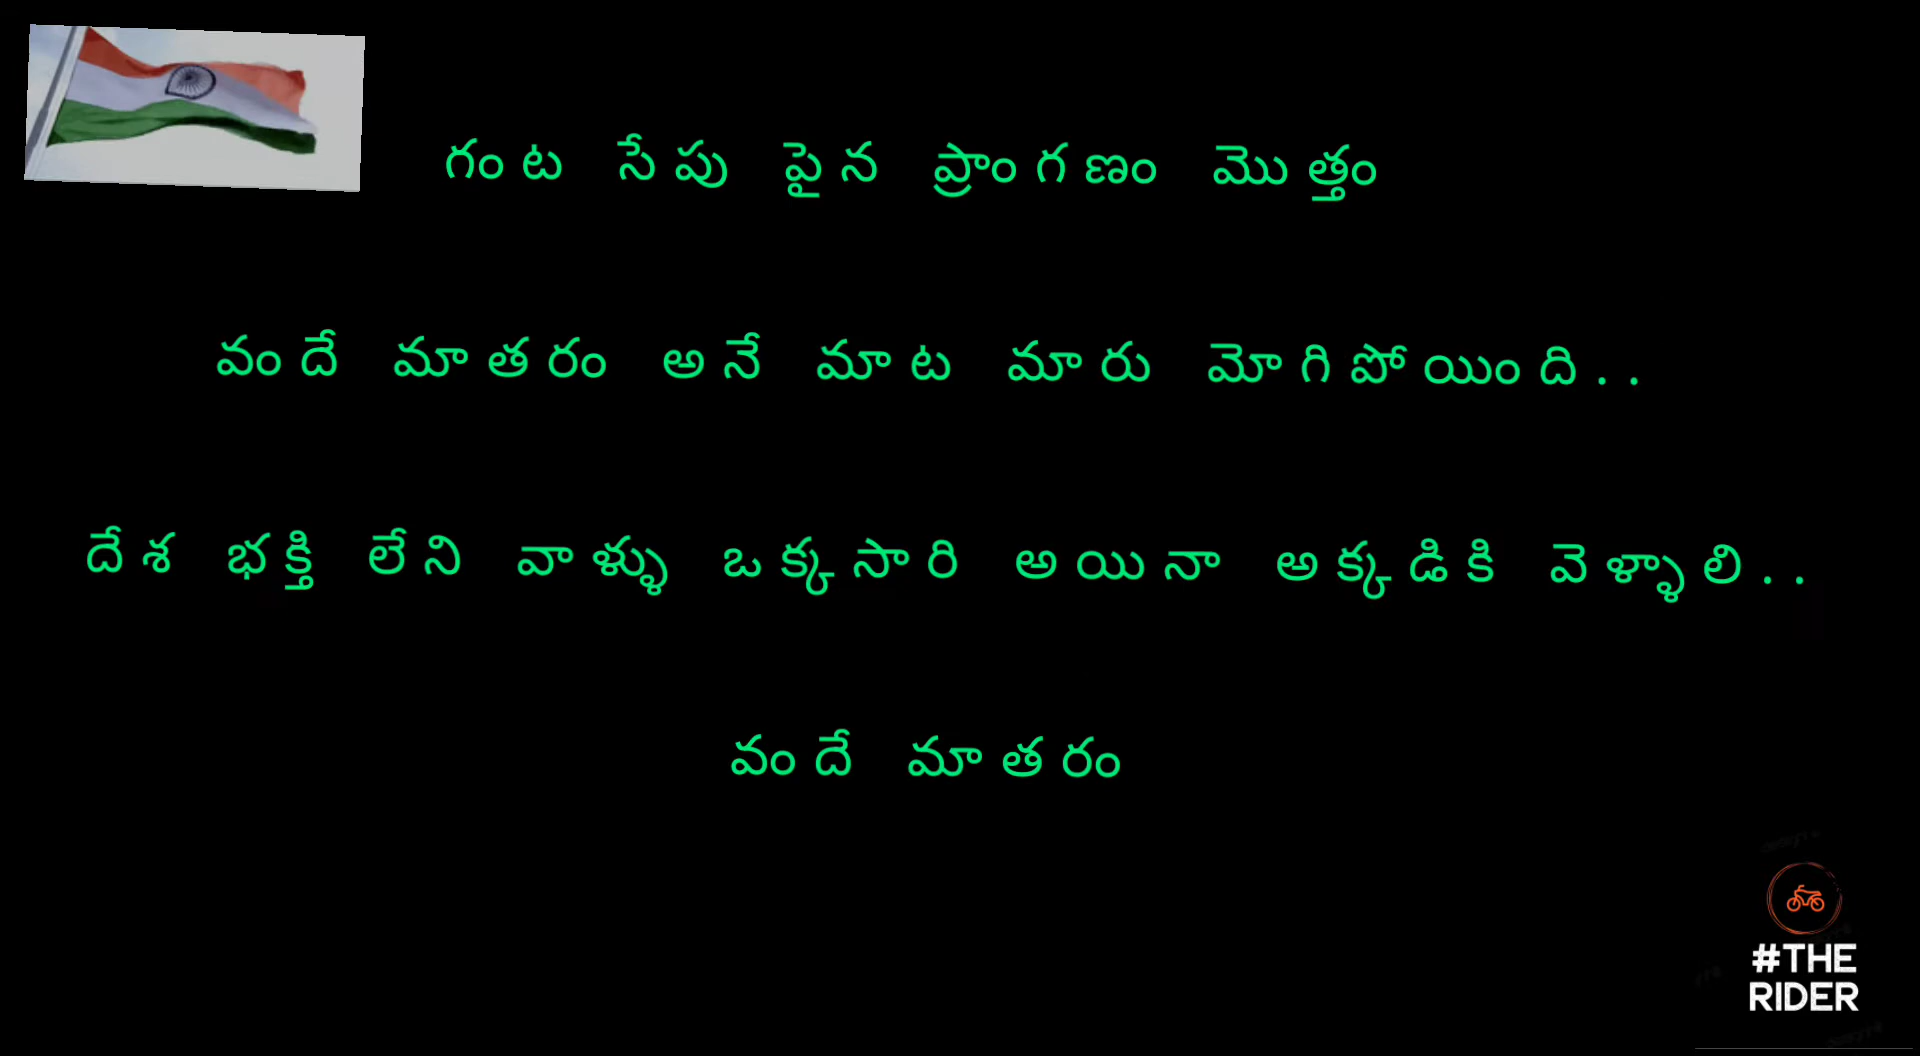 గంట సేపు పైన ప్రాంగణం మొత్తం
వందే మాతరం అనే మాట మారు మోగిపోయింది..
దేశ భక్తి లేని వాళ్ళు ఒక్కసారి అయినా అక్కడికి వెళ్ళాలి..
వందే మాతరం
#THE
RIDER